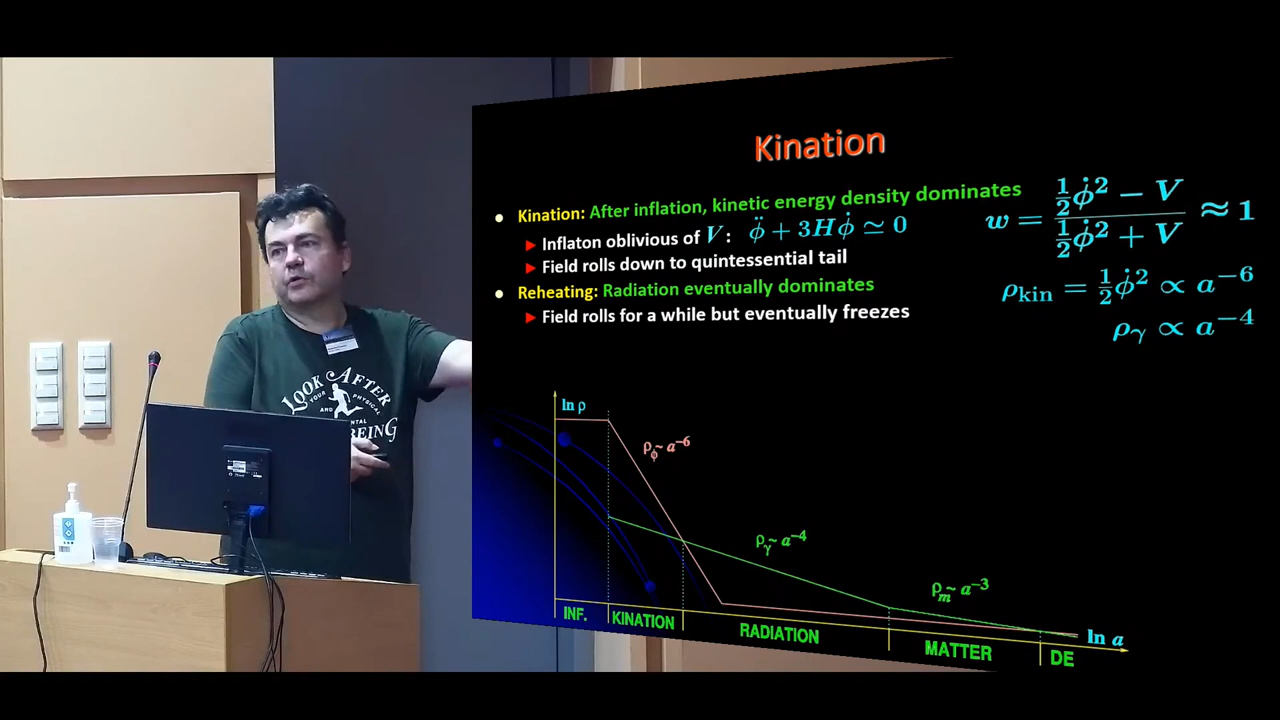 Kination
Kination: After inflation, kinetic energy density dominates
Inflaton oblivious of V: φ̈ + 3Hφ̇ ≃ 0
Field rolls down to quintessential tail
Reheating: Radiation eventually dominates
Field rolls for a while but eventually freezes
w = (½φ̇² − V)/(½φ̇² + V) ≈ 1
ρkin = ½φ̇² ∝ a⁻⁶
ργ ∝ a⁻⁴
ln ρ
ρϕ ~ a⁻⁶
ργ ~ a⁻⁴
ρm ~ a⁻³
ln a
INF.
KINATION
RADIATION
MATTER
DE
LOOK AFTER
YOUR PHYSICAL
AND